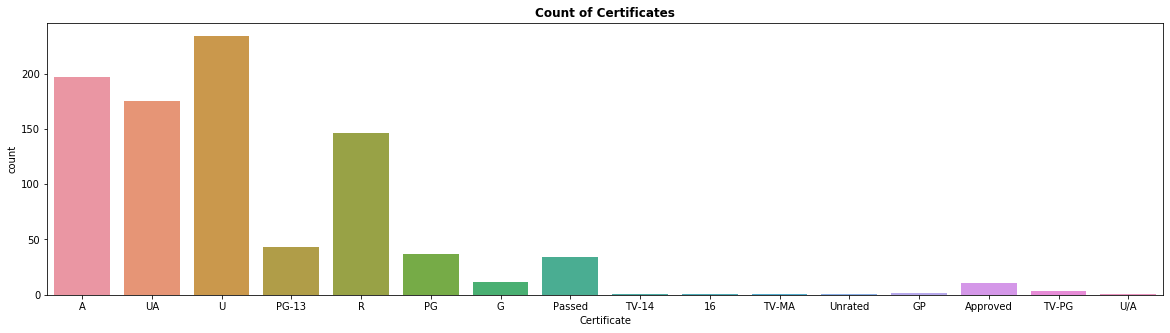 Count of Certificates
count
200
150
100
50
0
A UA U PG-13 R PG G Passed TV-14 16 TV-MA Unrated GP Approved TV-PG U/A
Certificate